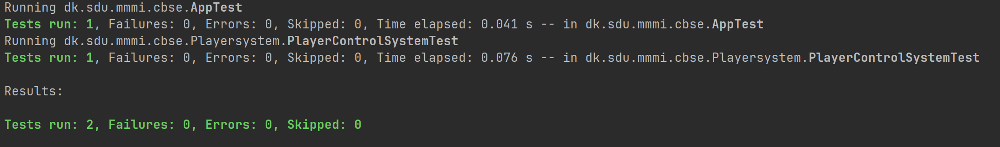 Running dk.sdu.mmmi.cbse.AppTest
Tests run: 1, Failures: 0, Errors: 0, Skipped: 0, Time elapsed: 0.041 s -- in dk.sdu.mmmi.cbse.AppTest
Running dk.sdu.mmmi.cbse.Playersystem.PlayerControlSystemTest
Tests run: 1, Failures: 0, Errors: 0, Skipped: 0, Time elapsed: 0.076 s -- in dk.sdu.mmmi.cbse.Playersystem.PlayerControlSystemTest
Results:
Tests run: 2, Failures: 0, Errors: 0, Skipped: 0